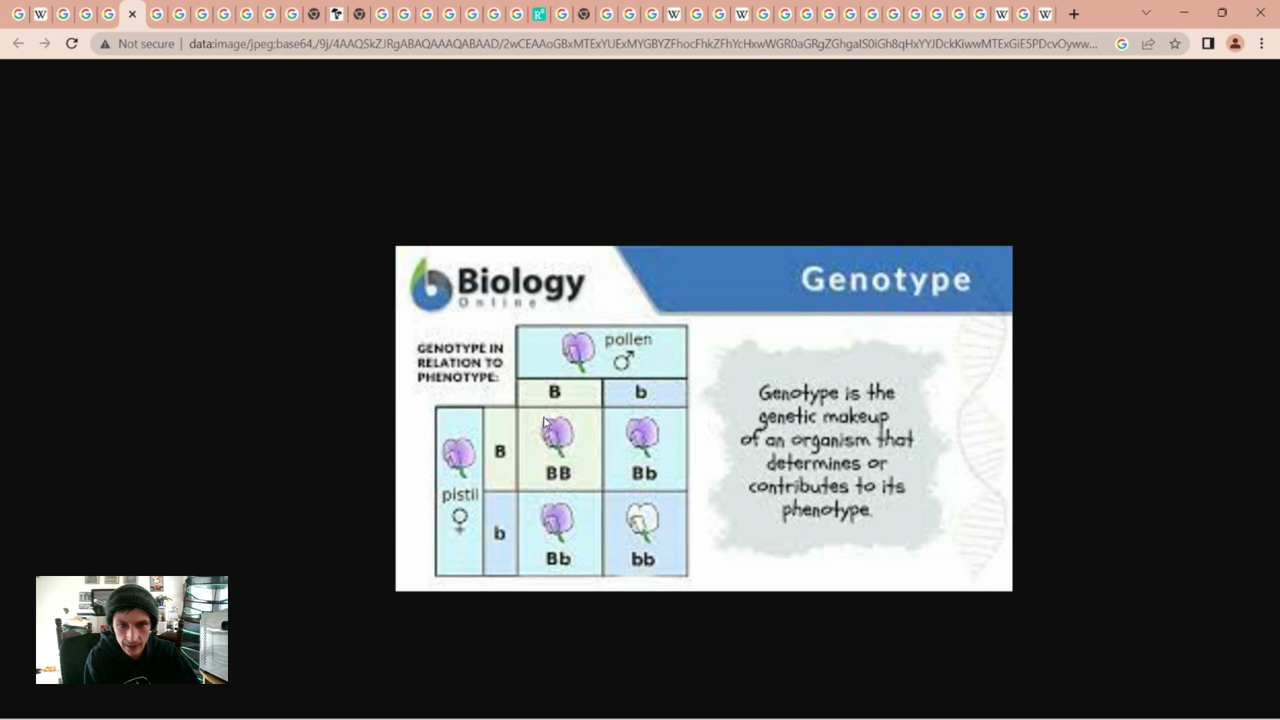 Not secure
data:image/jpeg;base64,/9j/4AAQSkZJRgABAQAAAQABAAD/2wCEAAoGBxMTExYUExMYGBYZFhocFhkZFhYcHxwWGR0aGRgZGhgaIS0iGh8qHxYYJDckKiwwMTExGiE5PDcvOyww...
Biology
Online
Genotype
GENOTYPE IN
RELATION TO
PHENOTYPE:
pollen
♂
B b
pistil
♀
B
BB Bb
b
Bb bb
Genotype is the
genetic makeup
of an organism that
determines or
contributes to its
phenotype.